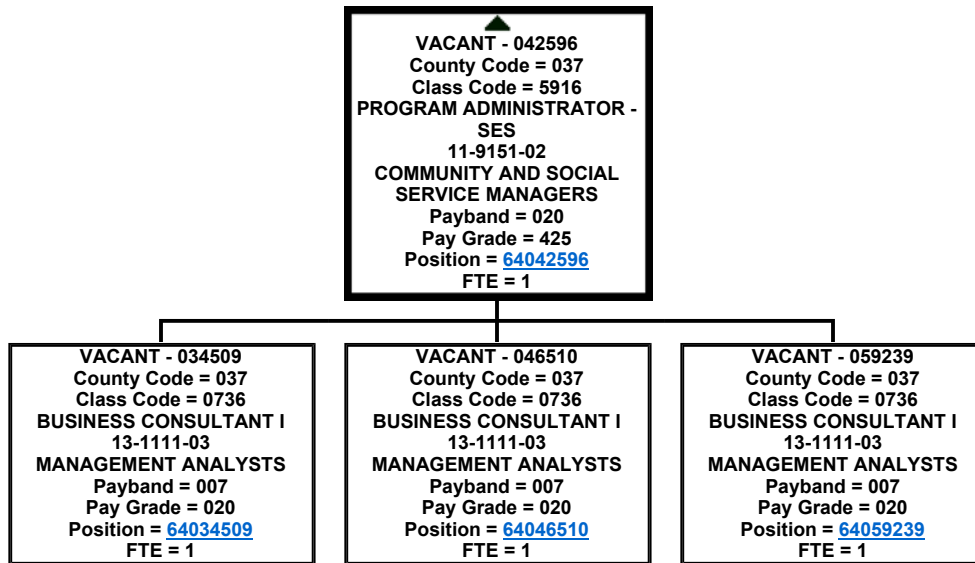 VACANT - 042596
County Code = 037
Class Code = 5916
PROGRAM ADMINISTRATOR -
SES
11-9151-02
COMMUNITY AND SOCIAL
SERVICE MANAGERS
Payband = 020
Pay Grade = 425
Position = 64042596
FTE = 1
VACANT - 034509
County Code = 037
Class Code = 0736
BUSINESS CONSULTANT I
13-1111-03
MANAGEMENT ANALYSTS
Payband = 007
Pay Grade = 020
Position = 64034509
FTE = 1
VACANT - 046510
County Code = 037
Class Code = 0736
BUSINESS CONSULTANT I
13-1111-03
MANAGEMENT ANALYSTS
Payband = 007
Pay Grade = 020
Position = 64046510
FTE = 1
VACANT - 059239
County Code = 037
Class Code = 0736
BUSINESS CONSULTANT I
13-1111-03
MANAGEMENT ANALYSTS
Payband = 007
Pay Grade = 020
Position = 64059239
FTE = 1